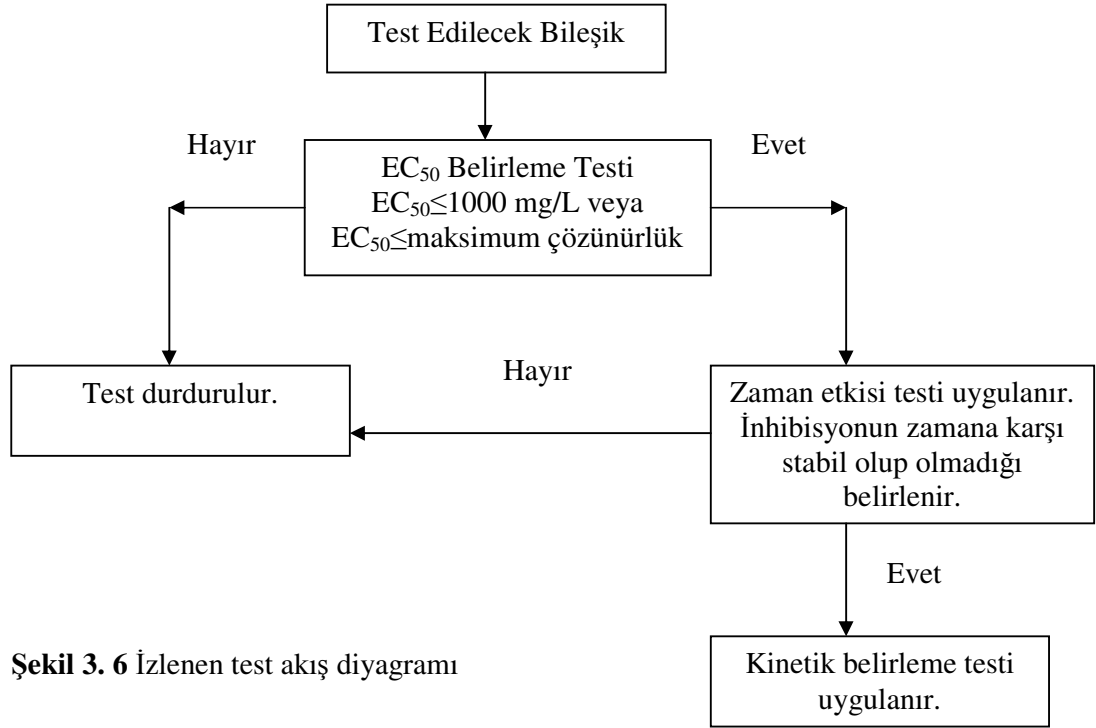 Test Edilecek Bileşik
Hayır
Evet
EC₅₀ Belirleme Testi
EC₅₀≤1000 mg/L veya
EC₅₀≤maksimum çözünürlük
Test durdurulur.
Hayır
Zaman etkisi testi uygulanır.
İnhibisyonun zamana karşı
stabil olup olmadığı
belirlenir.
Evet
Kinetik belirleme testi
uygulanır.
Şekil 3. 6 İzlenen test akış diyagramı